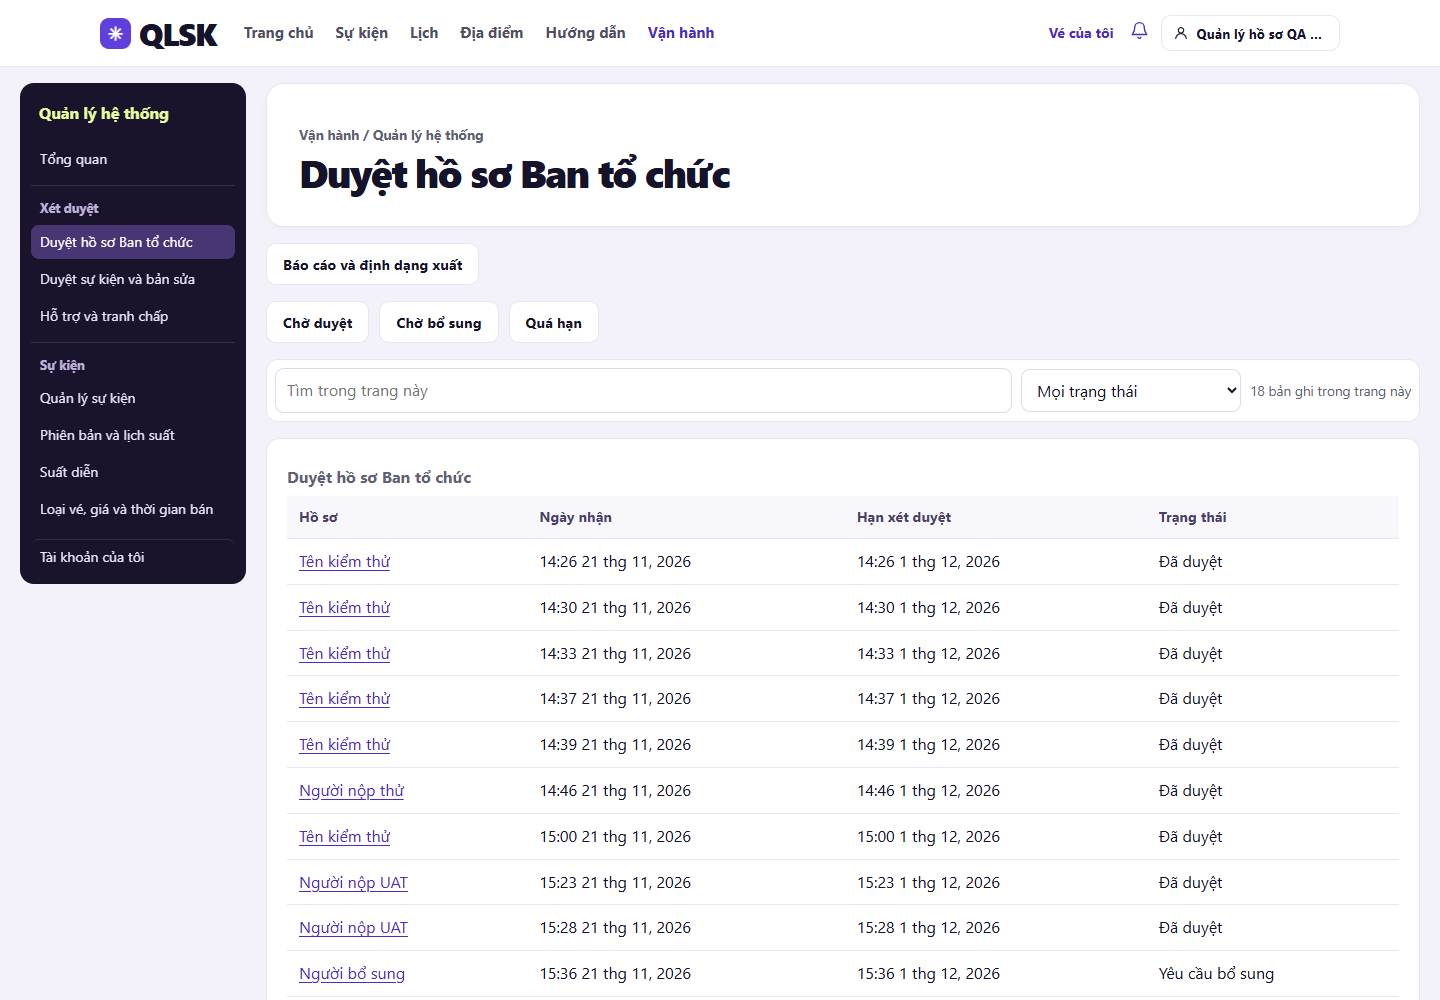 QLSK
Trang chủ
Sự kiện
Lịch
Địa điểm
Hướng dẫn
Vận hành
Vé của tôi
Quản lý hồ sơ QA ...
Quản lý hệ thống
Tổng quan
Xét duyệt
Duyệt hồ sơ Ban tổ chức
Duyệt sự kiện và bản sửa
Hỗ trợ và tranh chấp
Sự kiện
Quản lý sự kiện
Phiên bản và lịch suất
Suất diễn
Loại vé, giá và thời gian bán
Tài khoản của tôi
Vận hành / Quản lý hệ thống
Duyệt hồ sơ Ban tổ chức
Báo cáo và định dạng xuất
Chờ duyệt
Chờ bổ sung
Quá hạn
Tìm trong trang này
Mọi trạng thái
18 bản ghi trong trang này
Duyệt hồ sơ Ban tổ chức
Hồ sơ Ngày nhận Hạn xét duyệt Trạng thái
Tên kiểm thử 14:26 21 thg 11, 2026 14:26 1 thg 12, 2026 Đã duyệt
Tên kiểm thử 14:30 21 thg 11, 2026 14:30 1 thg 12, 2026 Đã duyệt
Tên kiểm thử 14:33 21 thg 11, 2026 14:33 1 thg 12, 2026 Đã duyệt
Tên kiểm thử 14:37 21 thg 11, 2026 14:37 1 thg 12, 2026 Đã duyệt
Tên kiểm thử 14:39 21 thg 11, 2026 14:39 1 thg 12, 2026 Đã duyệt
Người nộp thử 14:46 21 thg 11, 2026 14:46 1 thg 12, 2026 Đã duyệt
Tên kiểm thử 15:00 21 thg 11, 2026 15:00 1 thg 12, 2026 Đã duyệt
Người nộp UAT 15:23 21 thg 11, 2026 15:23 1 thg 12, 2026 Đã duyệt
Người nộp UAT 15:28 21 thg 11, 2026 15:28 1 thg 12, 2026 Đã duyệt
Người bổ sung 15:36 21 thg 11, 2026 15:36 1 thg 12, 2026 Yêu cầu bổ sung